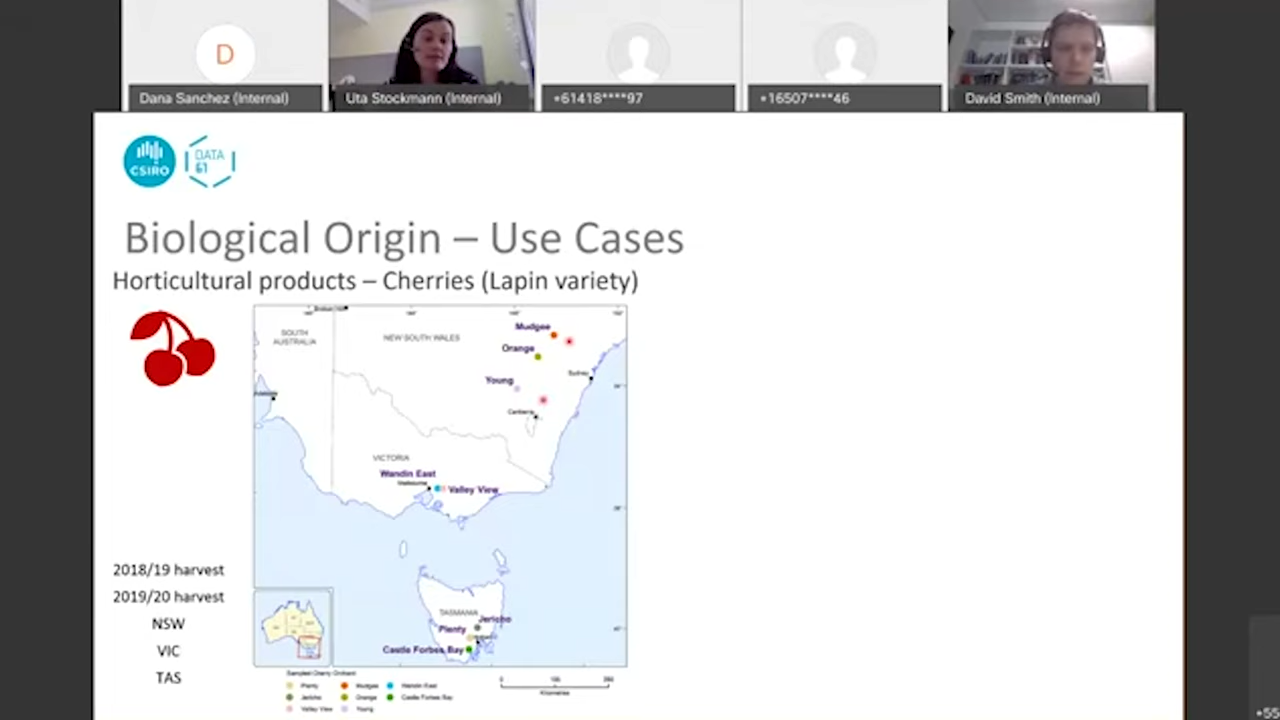 D
Dana Sanchez (Internal)
Uta Stockmann (Internal)
+61418****97
+16507****46
David Smith (Internal)
CSIRO
DATA
61
Biological Origin – Use Cases
Horticultural products – Cherries (Lapin variety)
SOUTH
AUSTRALIA
NEW SOUTH WALES
Mudgee
Orange
Sydney
Young
Canberra
VICTORIA
Wandin East
Melbourne
Valley View
2018/19 harvest
2019/20 harvest
NSW
VIC
TAS
TASMANIA
Jericho
Plenty
Castle Forbes Bay
Sampled Cherry Orchard
Plenty
Mudgee
Wandin East
Jericho
Orange
Castle Forbes Bay
Valley View
Young
Kilometres